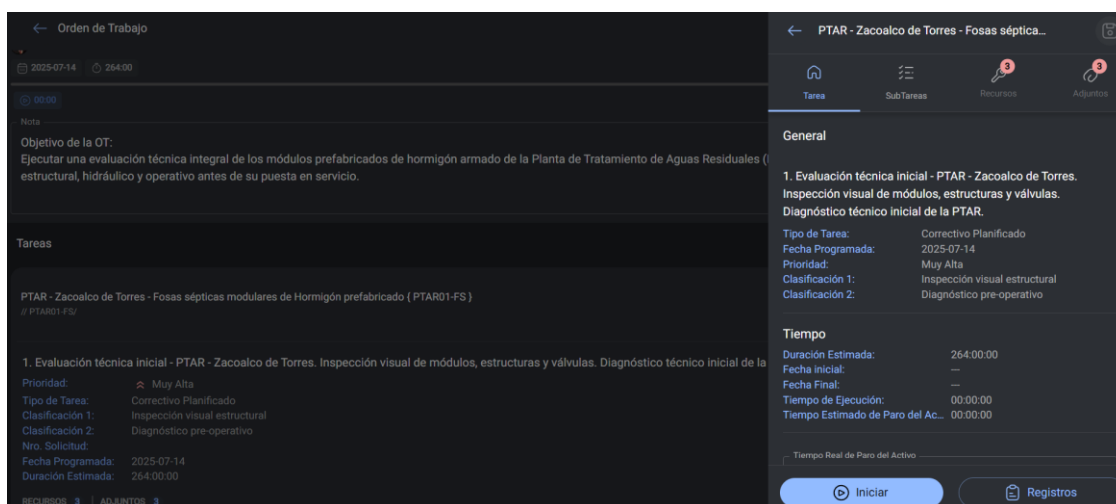 Orden de Trabajo
2025-07-14 264:00
00:00
Nota
Objetivo de la OT:
Ejecutar una evaluación técnica integral de los módulos prefabricados de hormigón armado de la Planta de Tratamiento de Aguas Residuales (
estructural, hidráulico y operativo antes de su puesta en servicio.
Tareas
PTAR - Zacoalco de Torres - Fosas sépticas modulares de Hormigón prefabricado { PTAR01-FS }
// PTAR01-FS/
1. Evaluación técnica inicial - PTAR - Zacoalco de Torres. Inspección visual de módulos, estructuras y válvulas. Diagnóstico técnico inicial de la
Prioridad: Muy Alta
Tipo de Tarea: Correctivo Planificado
Clasificación 1: Inspección visual estructural
Clasificación 2: Diagnóstico pre-operativo
Nro. Solicitud:
Fecha Programada: 2025-07-14
Duración Estimada: 264:00:00
RECURSOS 3 | ADJUNTOS 3
PTAR - Zacoalco de Torres - Fosas séptica...
3 3
Tarea SubTareas Recursos Adjuntos
General
1. Evaluación técnica inicial - PTAR - Zacoalco de Torres.
Inspección visual de módulos, estructuras y válvulas.
Diagnóstico técnico inicial de la PTAR.
Tipo de Tarea: Correctivo Planificado
Fecha Programada: 2025-07-14
Prioridad: Muy Alta
Clasificación 1: Inspección visual estructural
Clasificación 2: Diagnóstico pre-operativo
Tiempo
Duración Estimada: 264:00:00
Fecha inicial: ---
Fecha Final: ---
Tiempo de Ejecución: 00:00:00
Tiempo Estimado de Paro del Ac... 00:00:00
Tiempo Real de Paro del Activo
Iniciar Registros